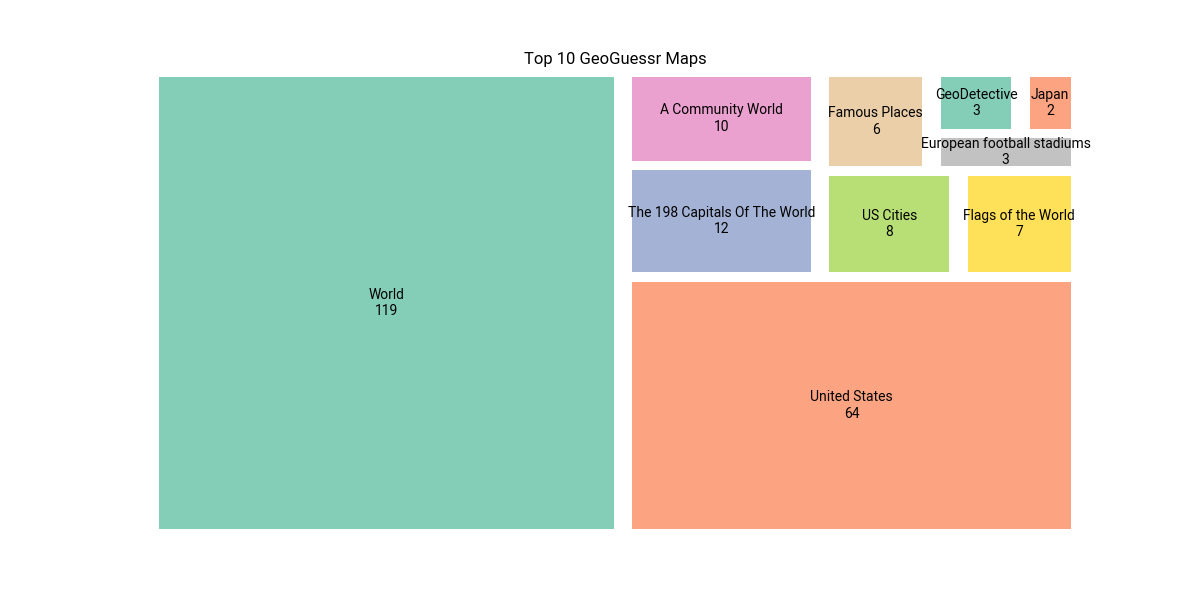 Top 10 GeoGuessr Maps
World
119
A Community World
10
The 198 Capitals Of The World
12
Famous Places
6
GeoDetective
3
Japan
2
European football stadiums
3
US Cities
8
Flags of the World
7
United States
64